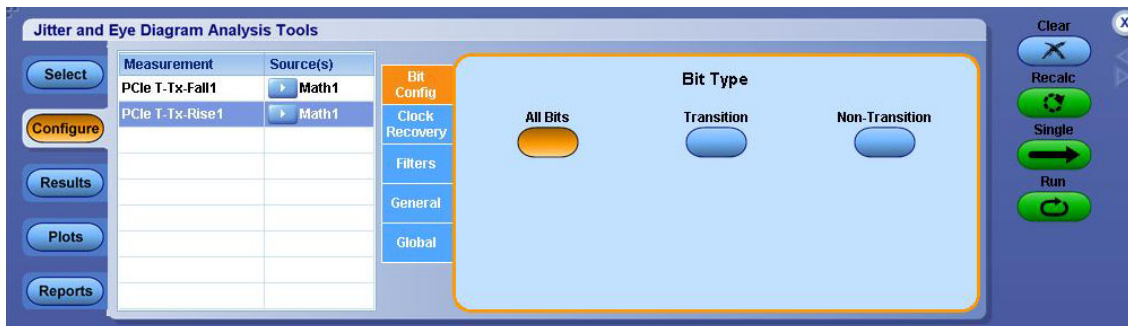 Jitter and Eye Diagram Analysis Tools
Clear
X
Select
Measurement Source(s)
PCIe T-Tx-Fall1 Math1
PCIe T-Tx-Rise1 Math1
Configure
Results
Plots
Reports
Bit
Config
Clock
Recovery
Filters
General
Global
Bit Type
All Bits Transition Non-Transition
Recalc
Single
Run